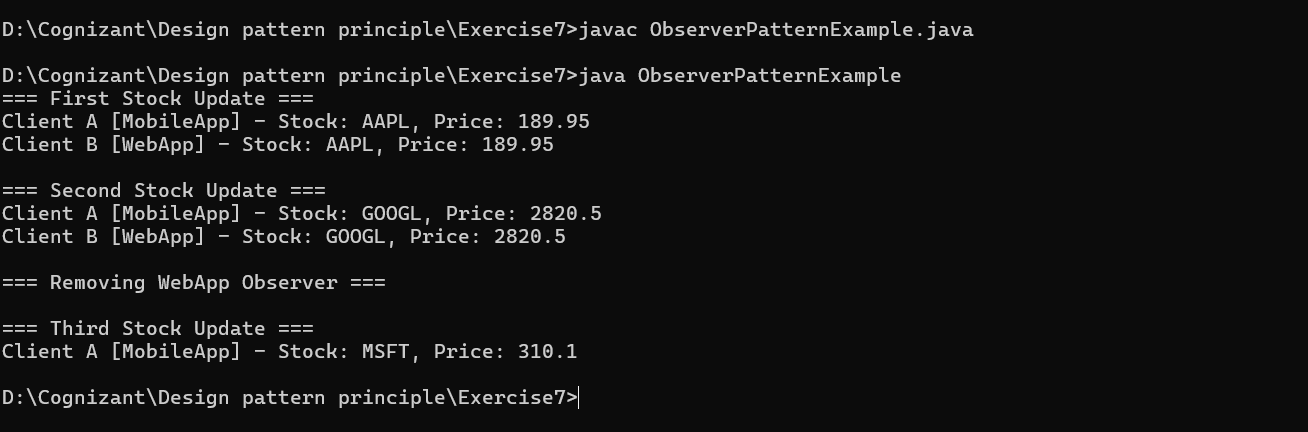 D:\Cognizant\Design pattern principle\Exercise7>javac ObserverPatternExample.java
D:\Cognizant\Design pattern principle\Exercise7>java ObserverPatternExample
=== First Stock Update ===
Client A [MobileApp] - Stock: AAPL, Price: 189.95
Client B [WebApp] - Stock: AAPL, Price: 189.95
=== Second Stock Update ===
Client A [MobileApp] - Stock: GOOGL, Price: 2820.5
Client B [WebApp] - Stock: GOOGL, Price: 2820.5
=== Removing WebApp Observer ===
=== Third Stock Update ===
Client A [MobileApp] - Stock: MSFT, Price: 310.1
D:\Cognizant\Design pattern principle\Exercise7>